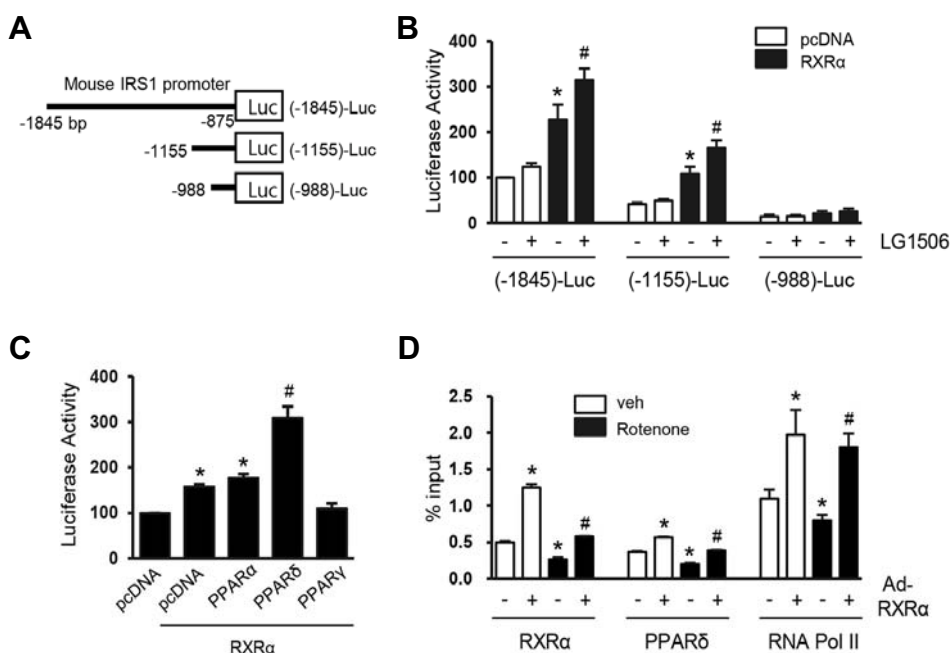 A
Mouse IRS1 promoter
Luc (-1845)-Luc
-1845 bp -875
-1155 Luc (-1155)-Luc
-988 Luc (-988)-Luc
B
Luciferase Activity
400
300
200
100
0
pcDNA
RXRα
* # * #
- + - + - + - + - + - + LG1506
(-1845)-Luc (-1155)-Luc (-988)-Luc
C
Luciferase Activity
400
300
200
100
0
* * #
pcDNA pcDNA PPARα PPARδ PPARγ
RXRα
D
% input
2.5
2.0
1.5
1.0
0.5
0.0
veh
Rotenone
* * # * * # * * #
- + - + - + - + - + - + Ad-
RXRα
RXRα PPARδ RNA Pol II